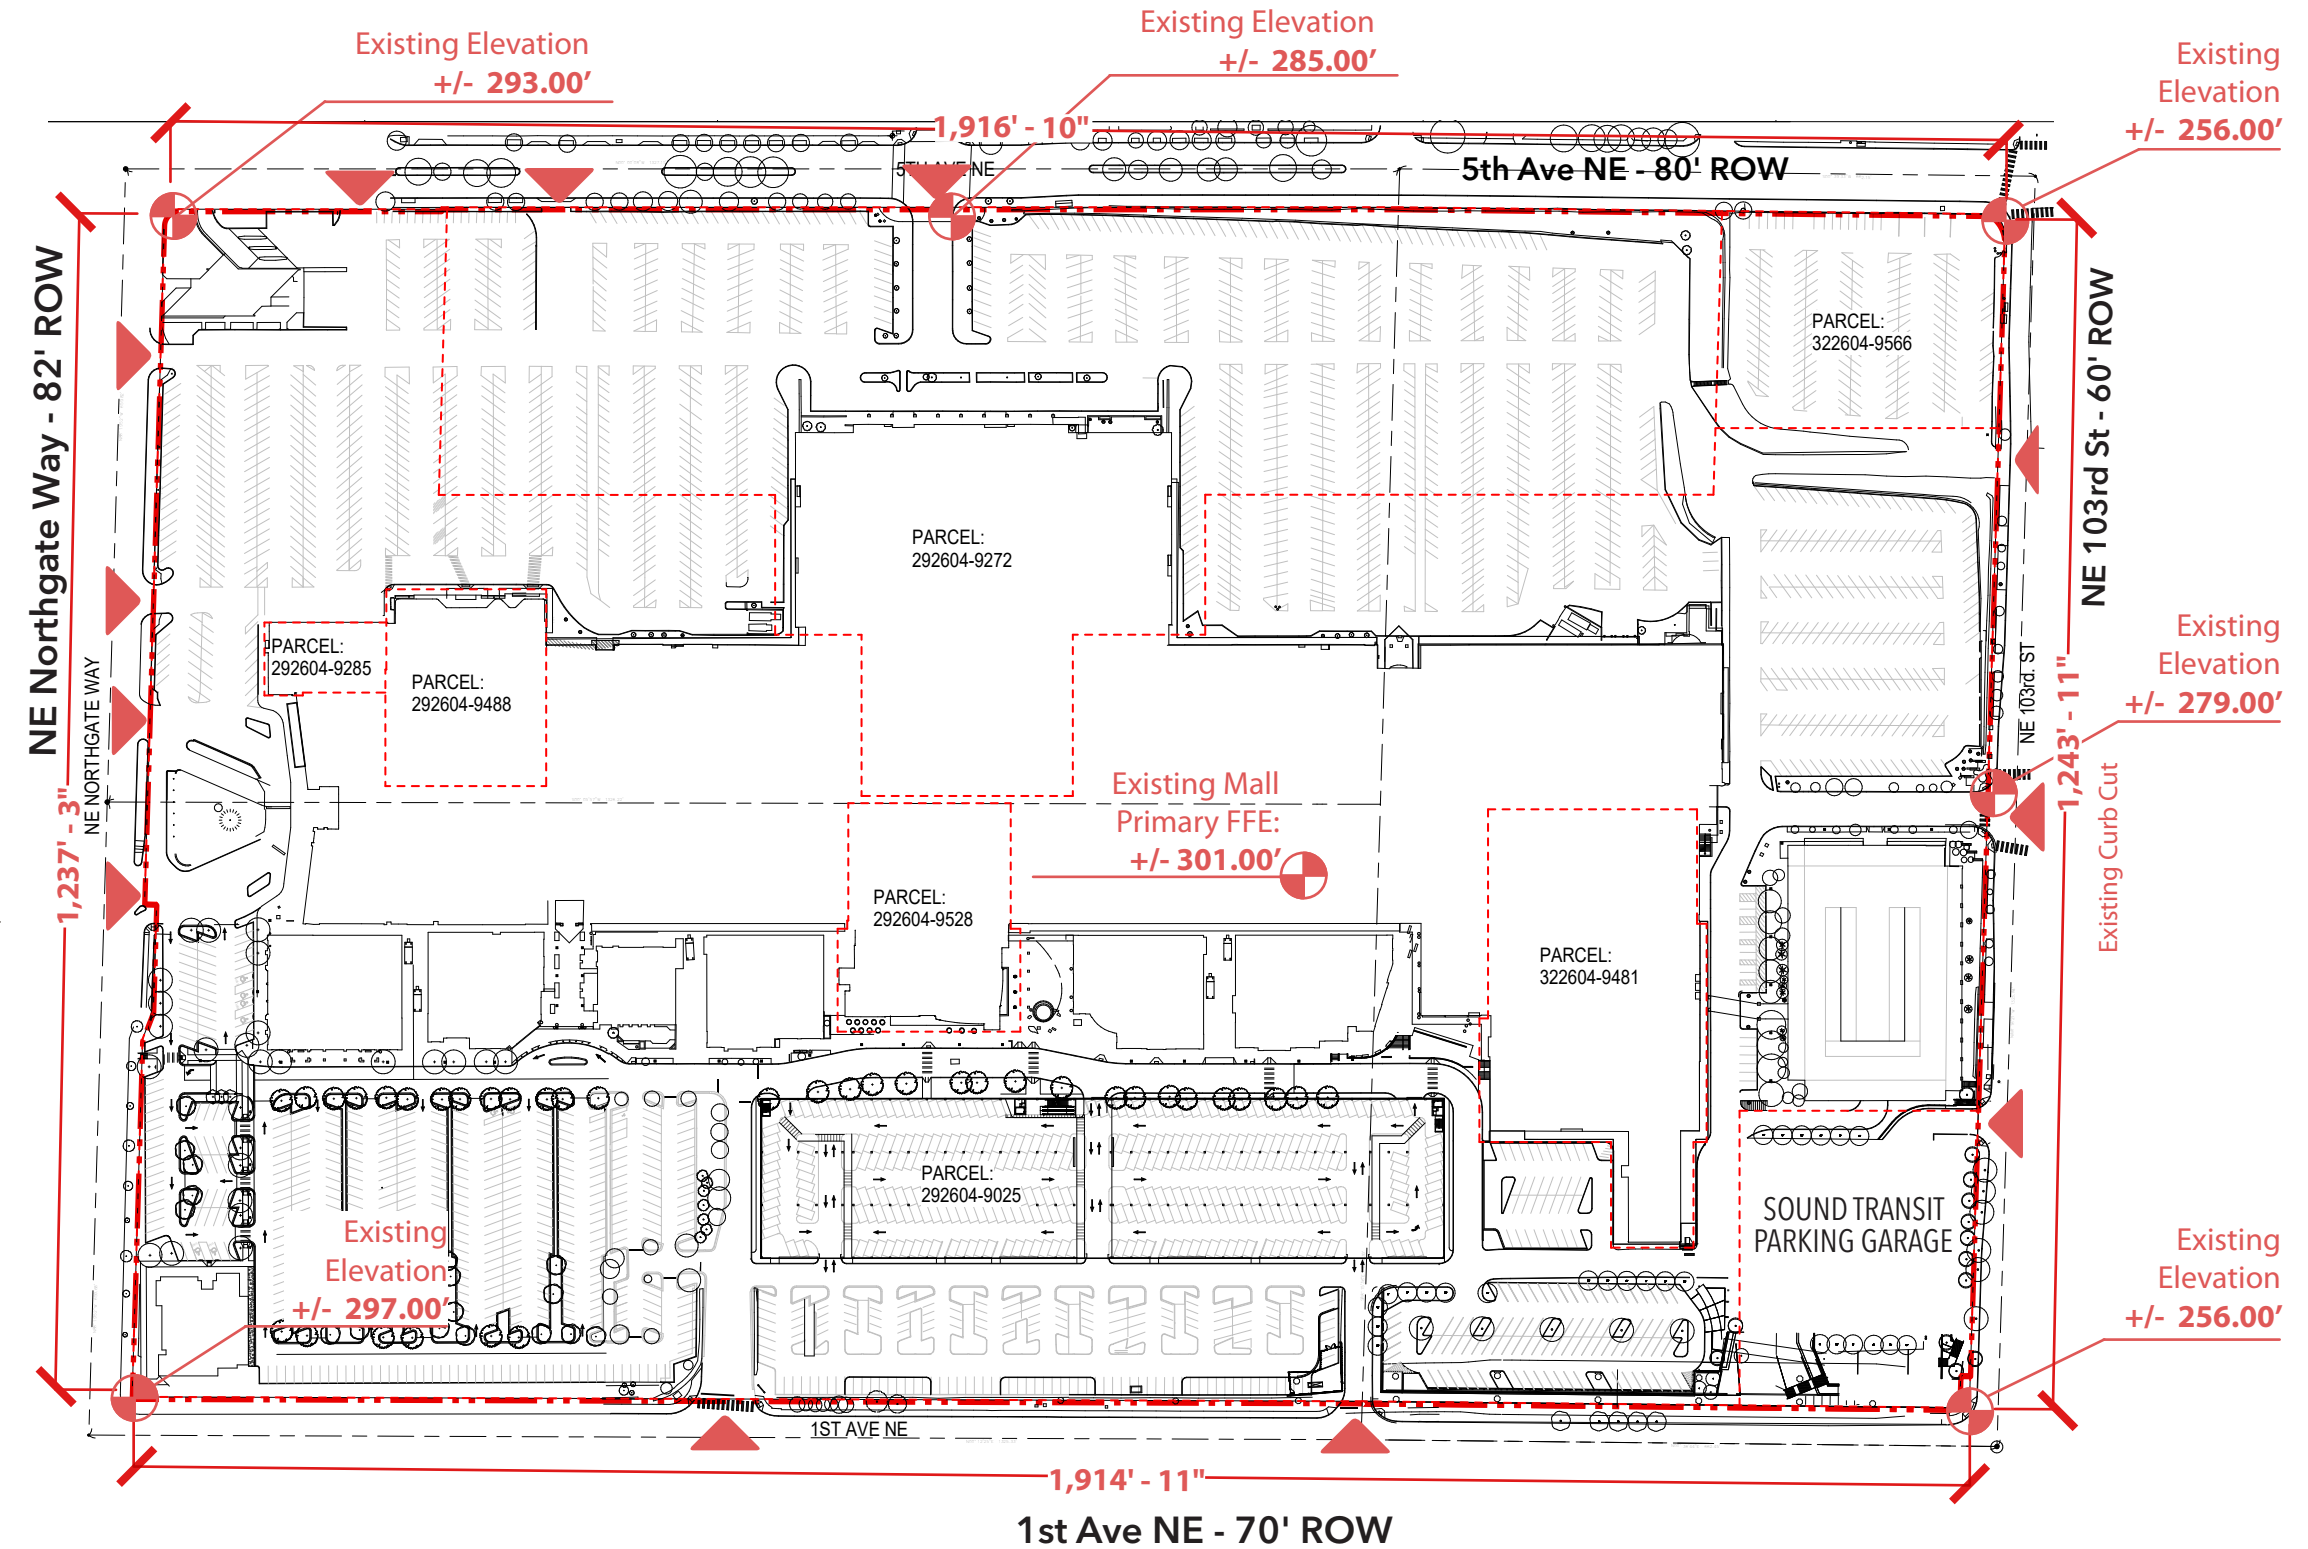 Existing Elevation
+/- 293.00’
Existing Elevation
+/- 285.00’
Existing
Elevation
+/- 256.00’
1,916' - 10"
5TH AVE NE
5th Ave NE - 80' ROW
NE Northgate Way - 82' ROW
NE NORTHGATE WAY
1,237' - 3"
NE 103rd St - 60' ROW
NE 103rd. ST
1,243' - 11"
PARCEL:
322604-9566
PARCEL:
292604-9272
PARCEL:
292604-9285
PARCEL:
292604-9488
Existing
Elevation
+/- 279.00’
Existing Curb Cut
Existing Mall
Primary FFE:
+/- 301.00’
PARCEL:
292604-9528
PARCEL:
322604-9481
PARCEL:
292604-9025
SOUND TRANSIT
PARKING GARAGE
Existing
Elevation
+/- 297.00’
Existing
Elevation
+/- 256.00’
1ST AVE NE
1,914' - 11"
1st Ave NE - 70' ROW